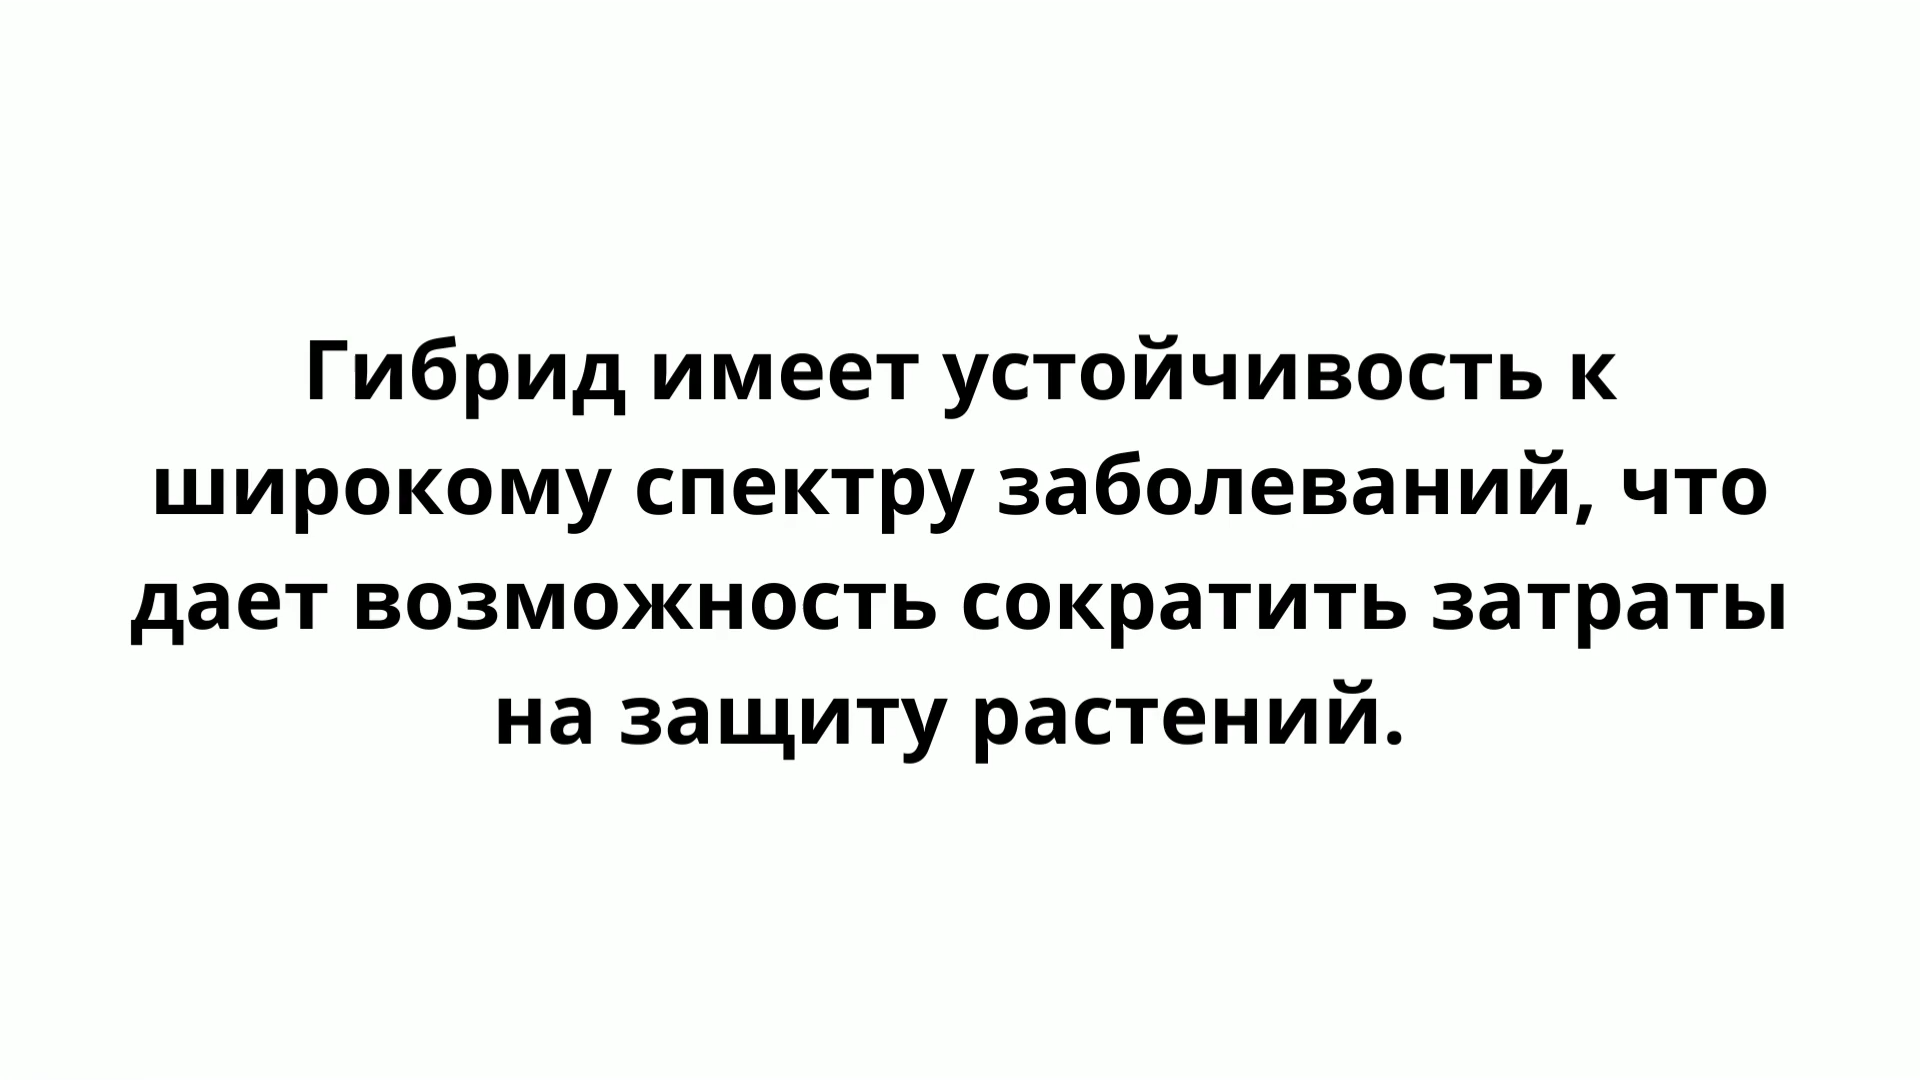 Гибрид имеет устойчивость к
широкому спектру заболеваний, что
дает возможность сократить затраты
на защиту растений.